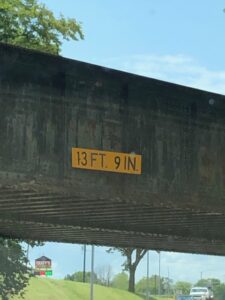 13 FT. 9 IN.